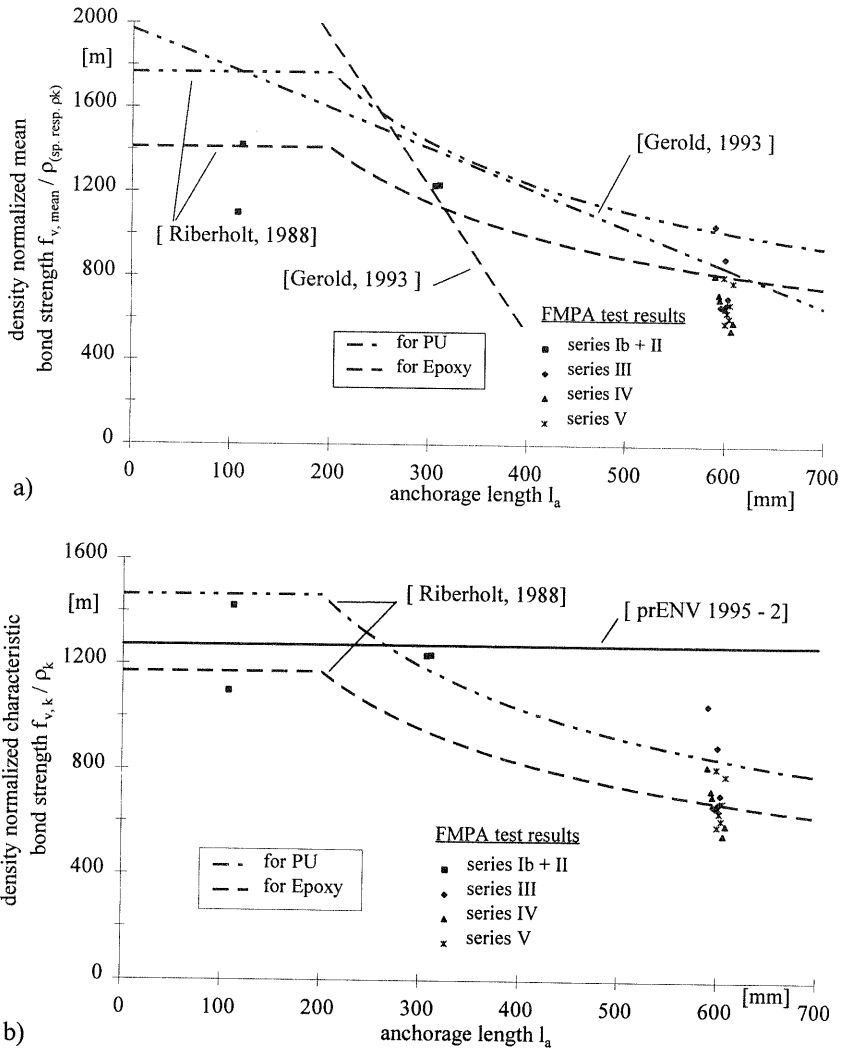 2000
[m]
1600
1200
800
400
0
density normalized mean
bond strength f v, mean / ρ(sp. resp. ρk)
[Gerold, 1993 ]
[ Riberholt, 1988]
[Gerold, 1993 ]
for PU
for Epoxy
FMPA test results
series Ib + II
series III
series IV
series V
0 100 200 300 400 500 600 700
anchorage length la
[mm]
a)
1600
[m]
1200
800
400
0
density normalized characteristic
bond strength f v, k / ρk
[ Riberholt, 1988]
[ prENV 1995 - 2]
for PU
for Epoxy
FMPA test results
series Ib + II
series III
series IV
series V
[mm]
0 100 200 300 400 500 600 700
anchorage length la
b)